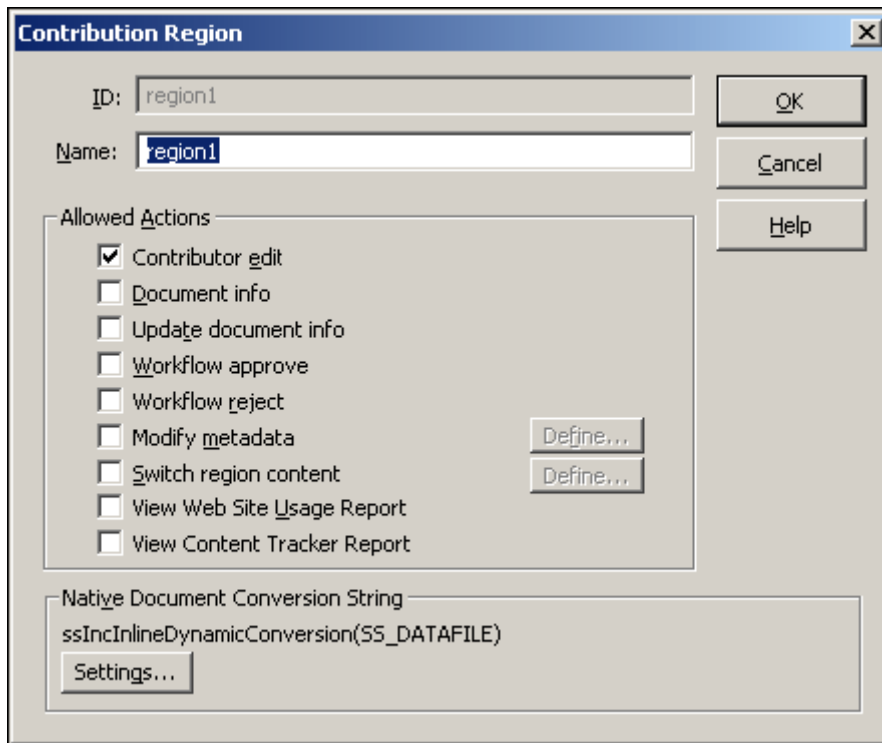 Contribution Region
ID: region1
OK
Name: region1
Cancel
Help
Allowed Actions
Contributor edit
Document info
Update document info
Workflow approve
Workflow reject
Modify metadata Define...
Switch region content Define...
View Web Site Usage Report
View Content Tracker Report
Native Document Conversion String
ssIncInlineDynamicConversion(SS_DATAFILE)
Settings...